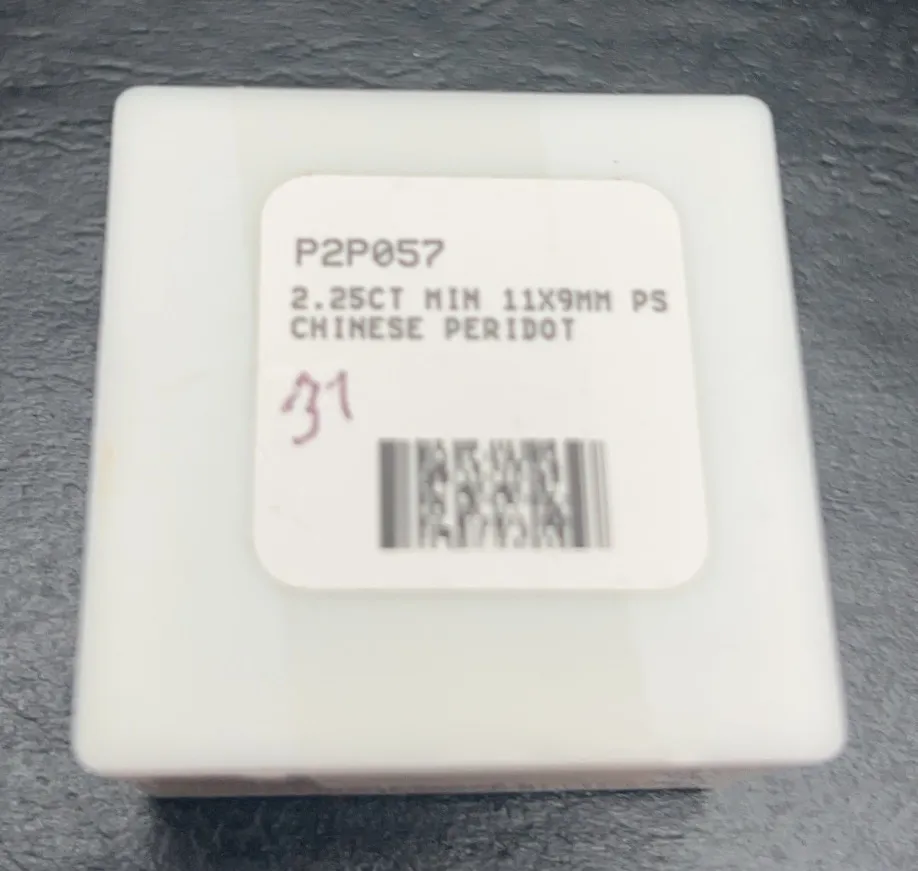 P2P057
2.25CT MIN 11X9MM PS
CHINESE PERIDOT
31